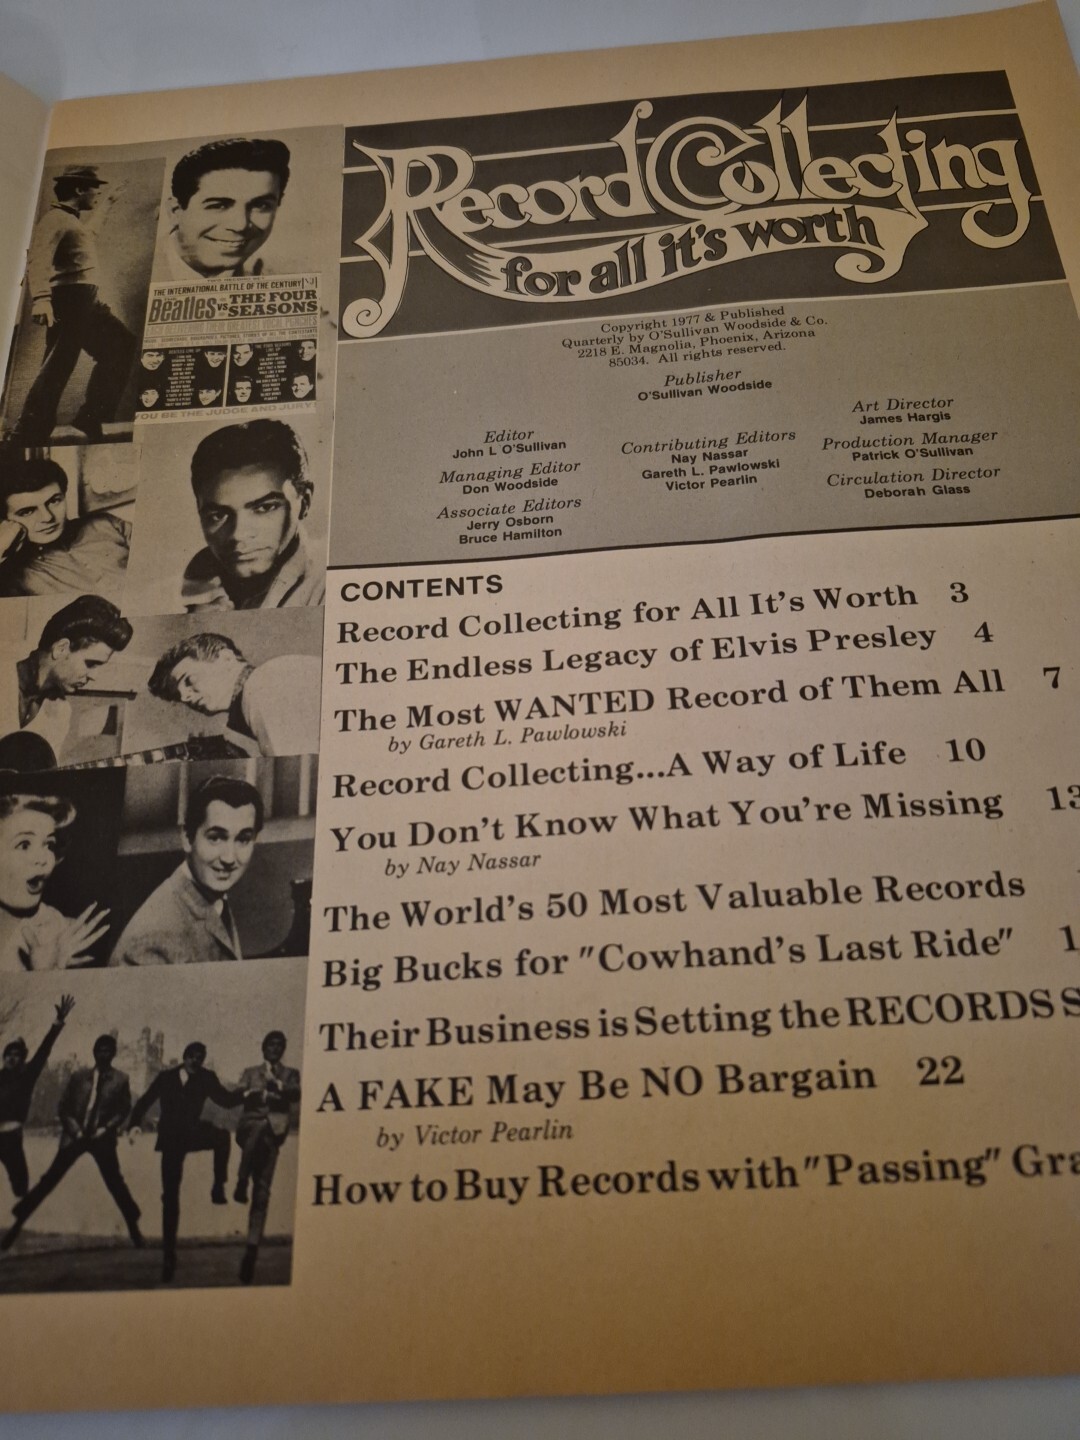 Record Collecting
for all it's worth
Copyright 1977 & Published
Quarterly by O'Sullivan Woodside & Co.
2218 E. Magnolia, Phoenix, Arizona
85034. All rights reserved.
Publisher
O'Sullivan Woodside
Editor
John L O'Sullivan
Managing Editor
Don Woodside
Associate Editors
Jerry Osborn
Bruce Hamilton
Contributing Editors
Nay Nassar
Gareth L. Pawlowski
Victor Pearlin
Art Director
James Hargis
Production Manager
Patrick O'Sullivan
Circulation Director
Deborah Glass
THE INTERNATIONAL BATTLE OF THE CENTURY
Beatles VS THE FOUR
SEASONS
YOU BE THE JUDGE AND JURY!
CONTENTS
Record Collecting for All It's Worth 3
The Endless Legacy of Elvis Presley 4
The Most WANTED Record of Them All 7
by Gareth L. Pawlowski
Record Collecting...A Way of Life 10
You Don't Know What You're Missing 13
by Nay Nassar
The World's 50 Most Valuable Records
Big Bucks for "Cowhand's Last Ride"
Their Business is Setting the RECORDS S
A FAKE May Be NO Bargain 22
by Victor Pearlin
How to Buy Records with "Passing" Gra